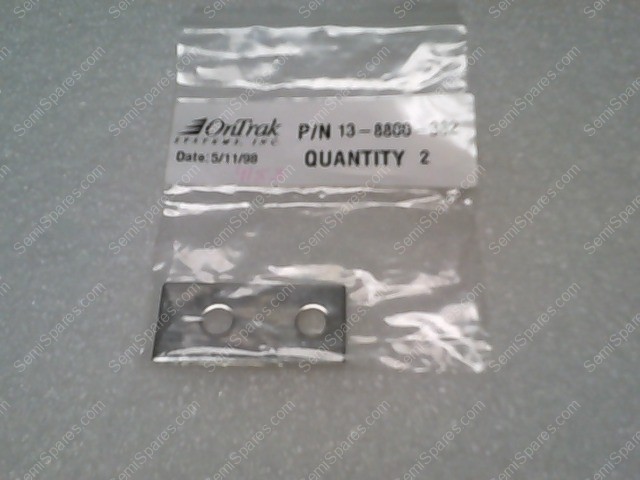 OnTrak P/N 13-8800-
SYSTEMS, INC
Date: 5/11/98 QUANTITY 2
SemiSpares.com